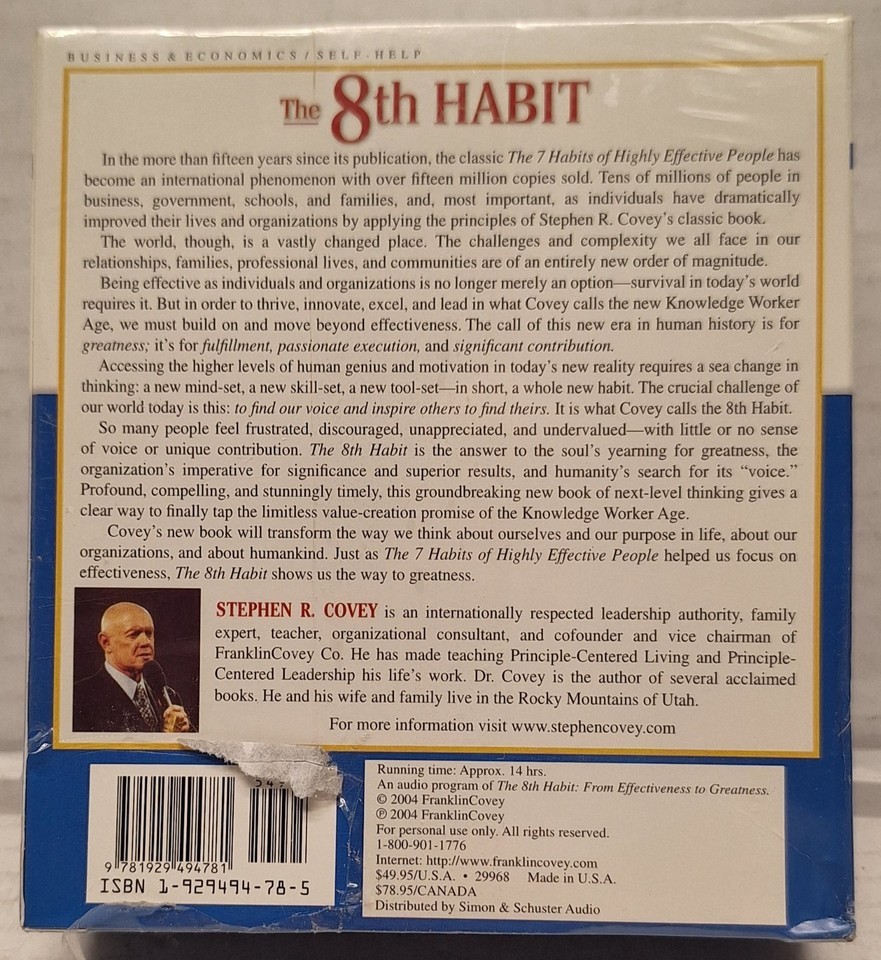 BUSINESS & ECONOMICS / SELF-HELP
The 8th HABIT
In the more than fifteen years since its publication, the classic The 7 Habits of Highly Effective People has
become an international phenomenon with over fifteen million copies sold. Tens of millions of people in
business, government, schools, and families, and, most important, as individuals have dramatically
improved their lives and organizations by applying the principles of Stephen R. Covey's classic book.
The world, though, is a vastly changed place. The challenges and complexity we all face in our
relationships, families, professional lives, and communities are of an entirely new order of magnitude.
Being effective as individuals and organizations is no longer merely an option—survival in today's world
requires it. But in order to thrive, innovate, excel, and lead in what Covey calls the new Knowledge Worker
Age, we must build on and move beyond effectiveness. The call of this new era in human history is for
greatness; it's for fulfillment, passionate execution, and significant contribution.
Accessing the higher levels of human genius and motivation in today's new reality requires a sea change in
thinking: a new mind-set, a new skill-set, a new tool-set—in short, a whole new habit. The crucial challenge of
our world today is this: to find our voice and inspire others to find theirs. It is what Covey calls the 8th Habit.
So many people feel frustrated, discouraged, unappreciated, and undervalued—with little or no sense
of voice or unique contribution. The 8th Habit is the answer to the soul's yearning for greatness, the
organization's imperative for significance and superior results, and humanity's search for its "voice."
Profound, compelling, and stunningly timely, this groundbreaking new book of next-level thinking gives a
clear way to finally tap the limitless value-creation promise of the Knowledge Worker Age.
Covey's new book will transform the way we think about ourselves and our purpose in life, about our
organizations, and about humankind. Just as The 7 Habits of Highly Effective People helped us focus on
effectiveness, The 8th Habit shows us the way to greatness.
STEPHEN R. COVEY is an internationally respected leadership authority, family
expert, teacher, organizational consultant, and cofounder and vice chairman of
FranklinCovey Co. He has made teaching Principle-Centered Living and Principle-
Centered Leadership his life's work. Dr. Covey is the author of several acclaimed
books. He and his wife and family live in the Rocky Mountains of Utah.
For more information visit www.stephencovey.com
9 781929 494781
ISBN 1-929494-78-5
Running time: Approx. 14 hrs.
An audio program of The 8th Habit: From Effectiveness to Greatness.
© 2004 FranklinCovey
℗ 2004 FranklinCovey
For personal use only. All rights reserved.
1-800-901-1776
Internet: http://www.franklincovey.com
$49.95/U.S.A. • 29968 Made in U.S.A.
$78.95/CANADA
Distributed by Simon & Schuster Audio